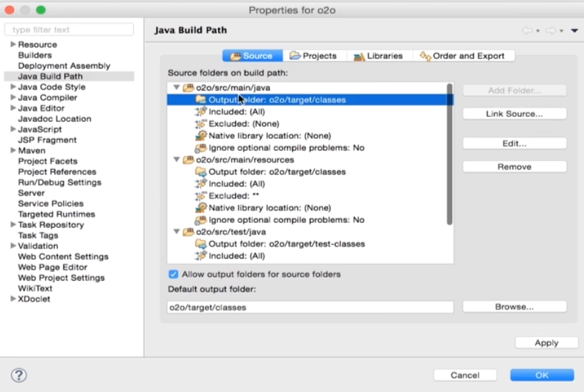 Properties for o2o
type filter text
Resource
Builders
Deployment Assembly
Java Build Path
Java Code Style
Java Compiler
Java Editor
Javadoc Location
JavaScript
JSP Fragment
Maven
Project Facets
Project References
Run/Debug Settings
Server
Service Policies
Targeted Runtimes
Task Repository
Task Tags
Validation
Web Content Settings
Web Page Editor
Web Project Settings
WikiText
XDoclet
Java Build Path
Source Projects Libraries Order and Export
Source folders on build path:
o2o/src/main/java
Output folder: o2o/target/classes
Included: (All)
Excluded: (None)
Native library location: (None)
Ignore optional compile problems: No
o2o/src/main/resources
Output folder: o2o/target/classes
Included: (All)
Excluded: **
Native library location: (None)
Ignore optional compile problems: No
o2o/src/test/java
Output folder: o2o/target/test-classes
Included: (All)
Add Folder...
Link Source...
Edit...
Remove
Allow output folders for source folders
Default output folder:
o2o/target/classes
Browse...
Apply
?
Cancel
OK